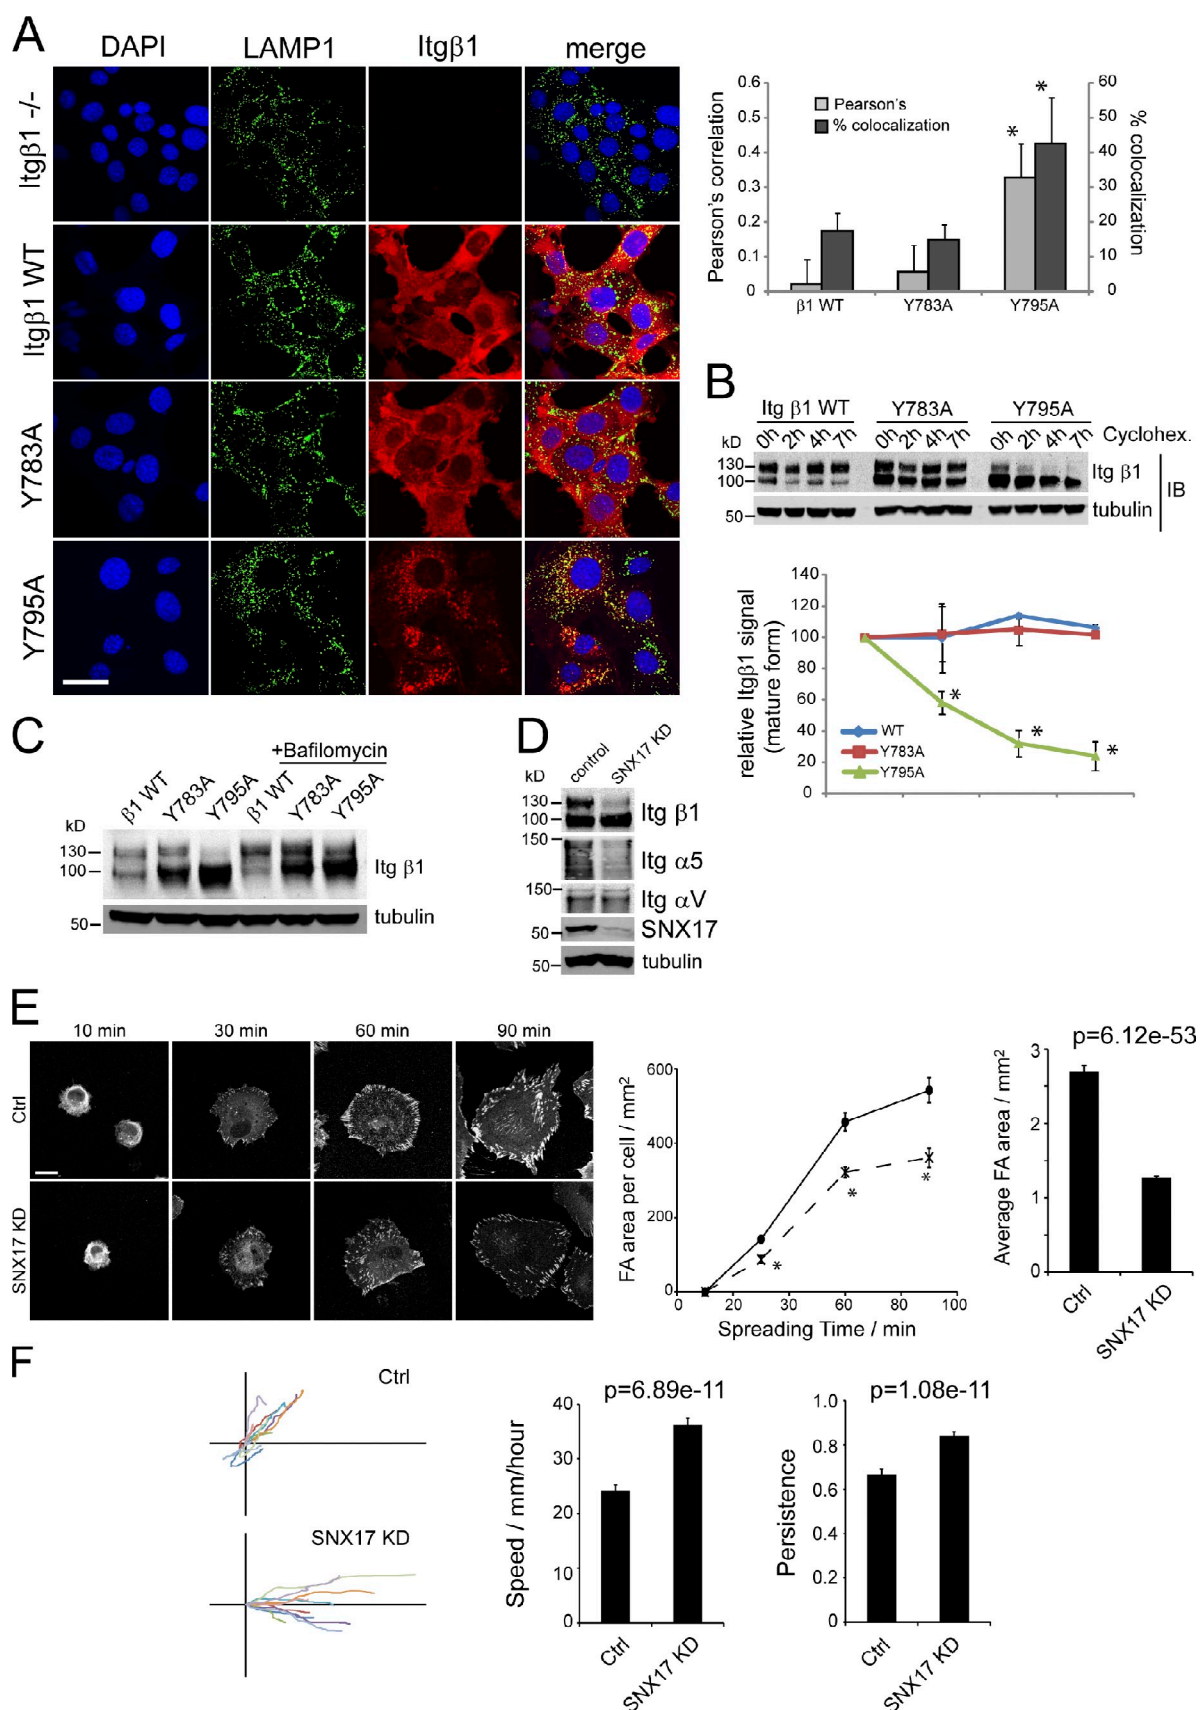 A
DAPI LAMP1 Itgβ1 merge
Itgβ1 -/-
Itgβ1 WT
Y783A
Y795A
Pearson's correlation
0.6
0.5
0.4
0.3
0.2
0.1
0
Pearson's
% colocalization
*
*
60
50
40
30
20
10
0
% colocalization
β1 WT Y783A Y795A
B
Itg β1 WT Y783A Y795A
kD 0h 2h 4h 7h 0h 2h 4h 7h 0h 2h 4h 7h Cyclohex.
130
100
Itg β1
50
tubulin
IB
relative Itgβ1 signal
(mature form)
140
120
100
80
60
40
20
0
WT
Y783A
Y795A
*
*
*
C
+Bafilomycin
kD β1 WT Y783A Y795A β1 WT Y783A Y795A
130
100
Itg β1
50
tubulin
D
kD control SNX17 KD
130
100
Itg β1
150
Itg α5
150
Itg αV
50
SNX17
50
tubulin
E
10 min 30 min 60 min 90 min
Ctrl
SNX17 KD
FA area per cell / mm²
600
400
200
0
*
*
*
0 20 30 60 80 100
Spreading Time / min
p=6.12e-53
Average FA area / mm²
3
2
1
0
Ctrl SNX17 KD
F
Ctrl
SNX17 KD
p=6.89e-11
Speed / mm/hour
40
30
20
10
0
Ctrl SNX17 KD
p=1.08e-11
Persistence
1.0
0.8
0.6
0.4
0.2
0.0
Ctrl SNX17 KD